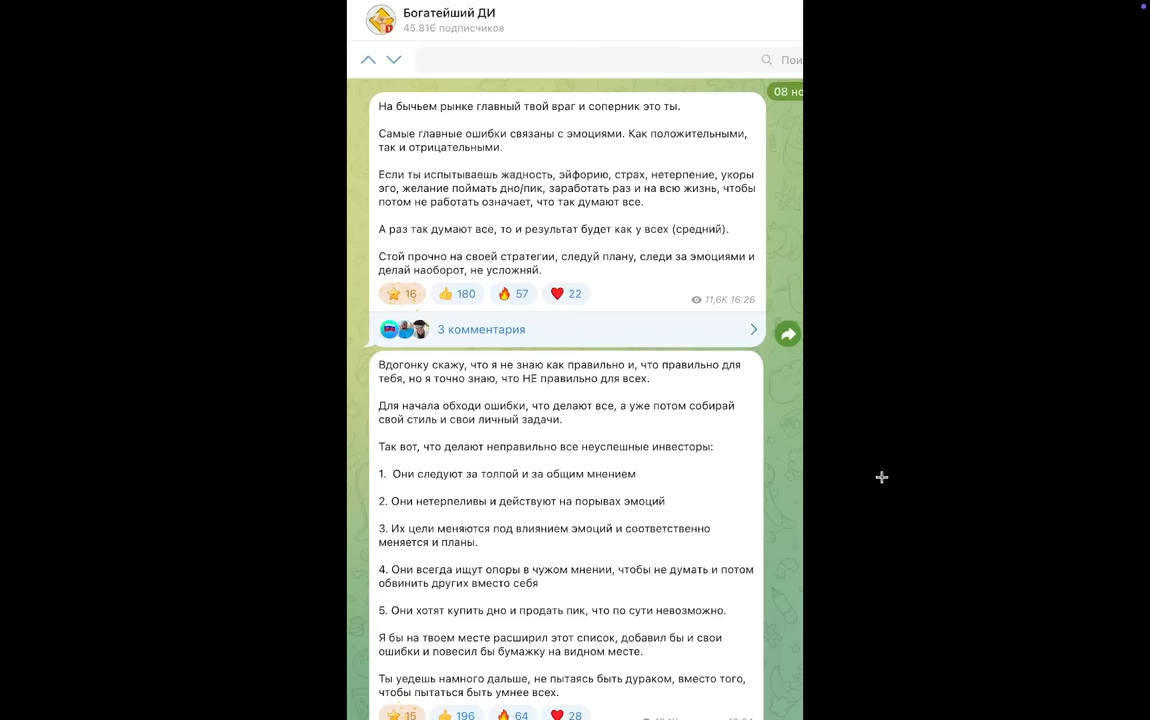 Богатейший ДИ
45.816 подписчиков
Пои
08 но
На бычьем рынке главный твой враг и соперник это ты.
Самые главные ошибки связаны с эмоциями. Как положительными,
так и отрицательными.
Если ты испытываешь жадность, эйфорию, страх, нетерпение, укоры
эго, желание поймать дно/пик, заработать раз и на всю жизнь, чтобы
потом не работать означает, что так думают все.
А раз так думают все, то и результат будет как у всех (средний).
Стой прочно на своей стратегии, следуй плану, следи за эмоциями и
делай наоборот, не усложняй.
16 180 57 22
11,6K 16:26
3 комментария
Вдогонку скажу, что я не знаю как правильно и, что правильно для
тебя, но я точно знаю, что НЕ правильно для всех.
Для начала обходи ошибки, что делают все, а уже потом собирай
свой стиль и свои личный задачи.
Так вот, что делают неправильно все неуспешные инвесторы:
1. Они следуют за толпой и за общим мнением
2. Они нетерпеливы и действуют на порывах эмоций
3. Их цели меняются под влиянием эмоций и соответственно
меняется и планы.
4. Они всегда ищут опоры в чужом мнении, чтобы не думать и потом
обвинить других вместо себя
5. Они хотят купить дно и продать пик, что по сути невозможно.
Я бы на твоем месте расширил этот список, добавил бы и свои
ошибки и повесил бы бумажку на видном месте.
Ты уедешь намного дальше, не пытаясь быть дураком, вместо того,
чтобы пытаться быть умнее всех.
15 196 64 28